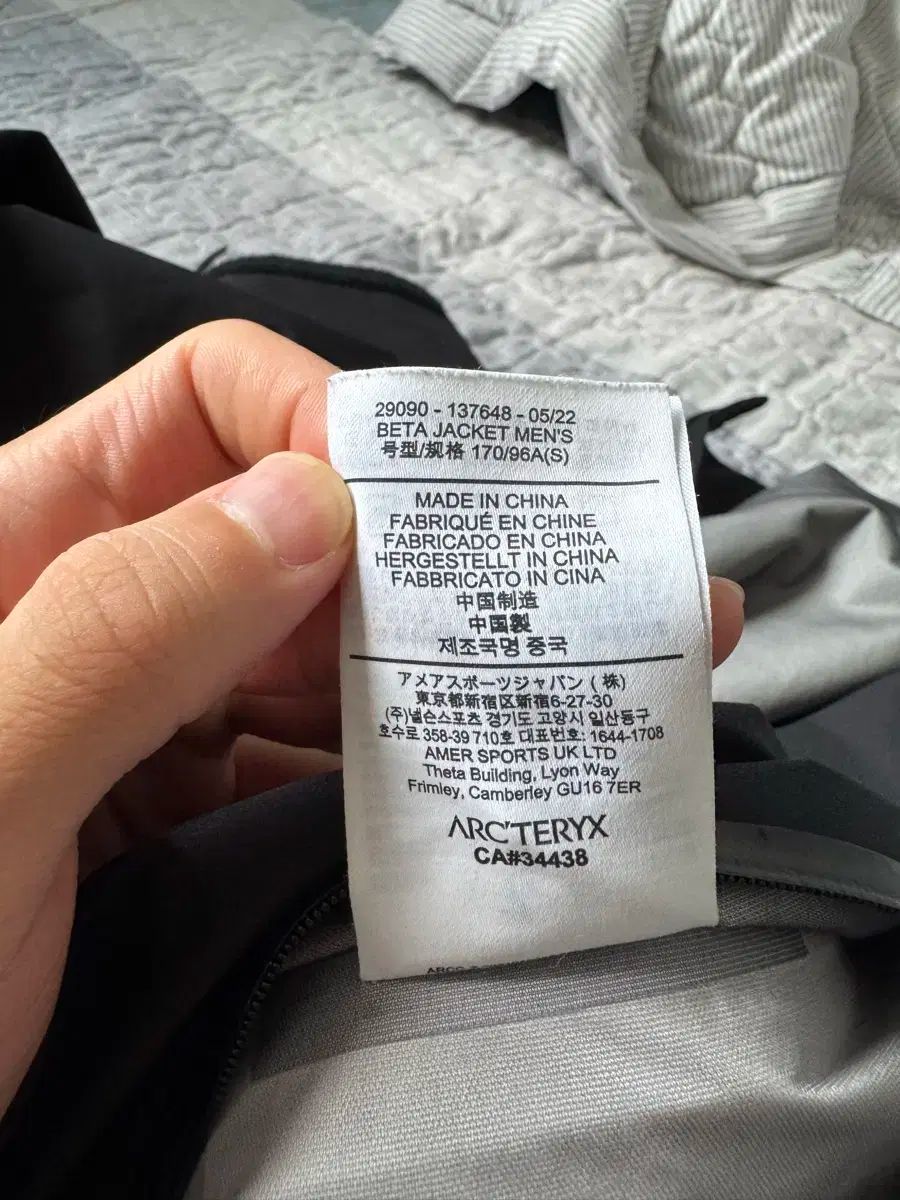 29090 - 137648 - 05/22
BETA JACKET MEN'S
号型/规格 170/96A(S)
MADE IN CHINA
FABRIQUÉ EN CHINE
FABRICADO EN CHINA
HERGESTELLT IN CHINA
FABBRICATO IN CINA
中国制造
中国製
제조국명 중국
アメアスポーツジャパン (株)
東京都新宿区新宿6-27-30
(주)넬슨스포츠 경기도 고양시 일산동구
호수로 358-39 710호 대표번호: 1644-1708
AMER SPORTS UK LTD
Theta Building, Lyon Way
Frimley, Camberley GU16 7ER
ARC'TERYX
CA#34438